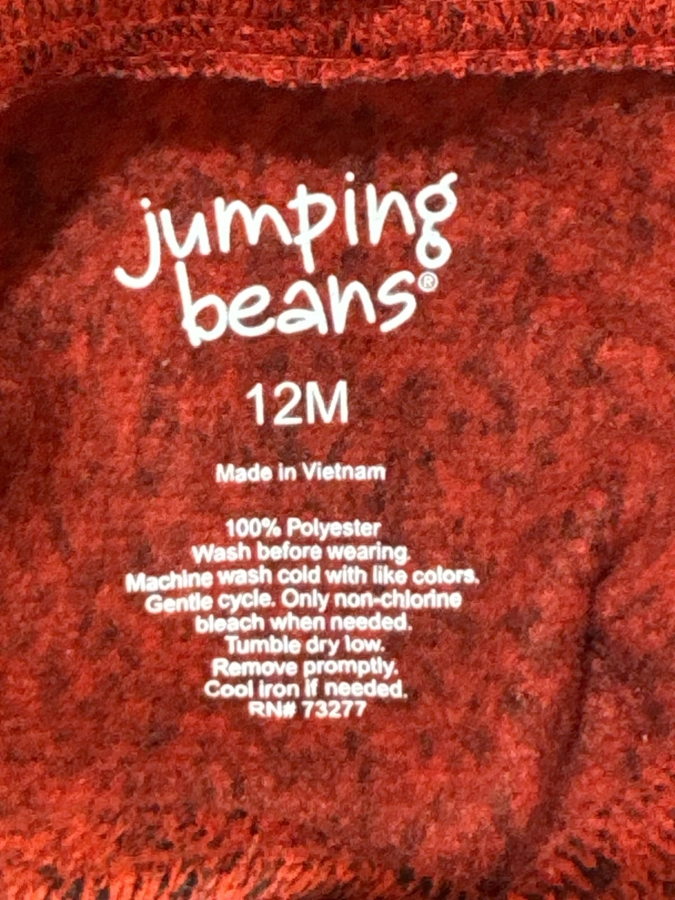 jumping
beans®
12M
Made in Vietnam
100% Polyester
Wash before wearing.
Machine wash cold with like colors.
Gentle cycle. Only non-chlorine
bleach when needed.
Tumble dry low.
Remove promptly.
Cool iron if needed.
RN# 73277